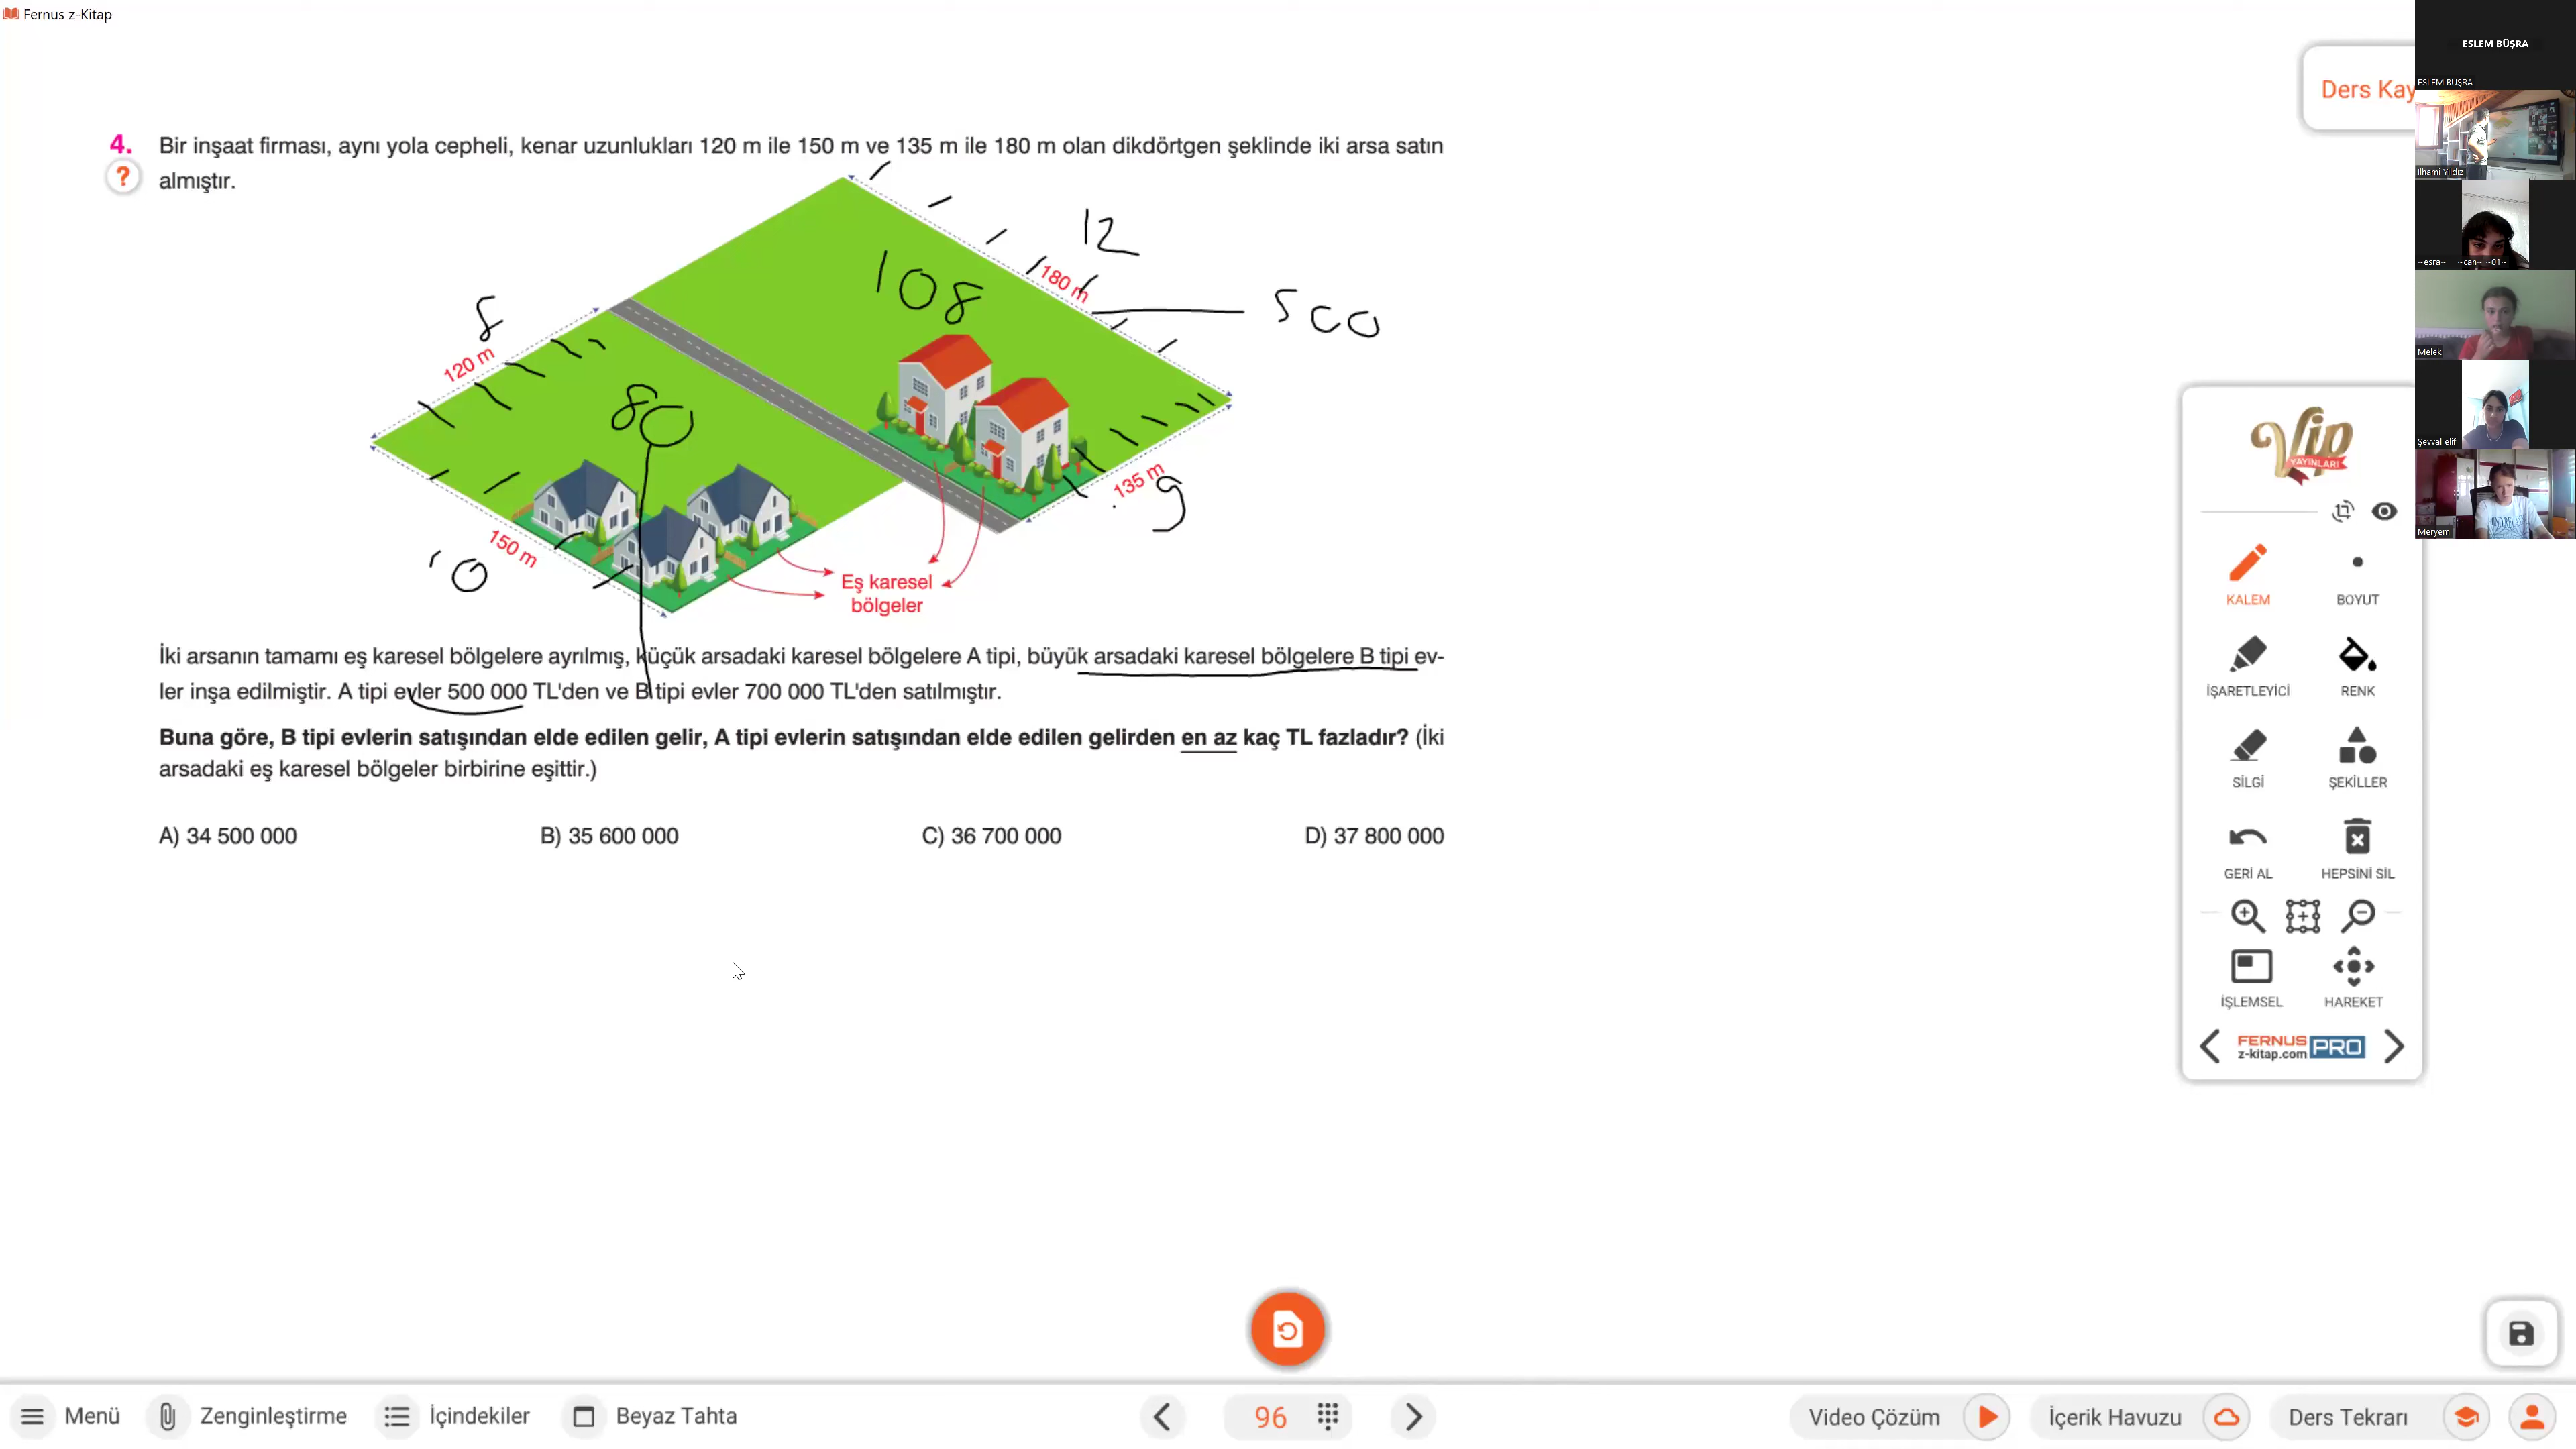 Fernus z-Kitap
ESLEM BÜŞRA
ESLEM BÜŞRA
Ders Kay
4.
Bir inşaat firması, aynı yola cepheli, kenar uzunlukları 120 m ile 150 m ve 135 m ile 180 m olan dikdörtgen şeklinde iki arsa satın
?
almıştır.
İlhami Yıldız
12
108
180 m
~esra~ ~can~ ~01~
8
500
120 m
Melek
80
Şevval elif
135 m
9
150 m
10
Meryem
Eş karesel
bölgeler
İki arsanın tamamı eş karesel bölgelere ayrılmış, küçük arsadaki karesel bölgelere A tipi, büyük arsadaki karesel bölgelere B tipi ev-
ler inşa edilmiştir. A tipi evler 500 000 TL'den ve B tipi evler 700 000 TL'den satılmıştır.
Buna göre, B tipi evlerin satışından elde edilen gelir, A tipi evlerin satışından elde edilen gelirden en az kaç TL fazladır? (İki
arsadaki eş karesel bölgeler birbirine eşittir.)
A) 34 500 000
B) 35 600 000
C) 36 700 000
D) 37 800 000
Vip
YAYINLARI
KALEM
BOYUT
İŞARETLEYİCİ
RENK
SİLGİ
ŞEKİLLER
GERİ AL
HEPSİNİ SİL
İŞLEMSEL
HAREKET
FERNUS
z-kitap.com
PRO
Menü
Zenginleştirme
İçindekiler
Beyaz Tahta
96
Video Çözüm
İçerik Havuzu
Ders Tekrarı